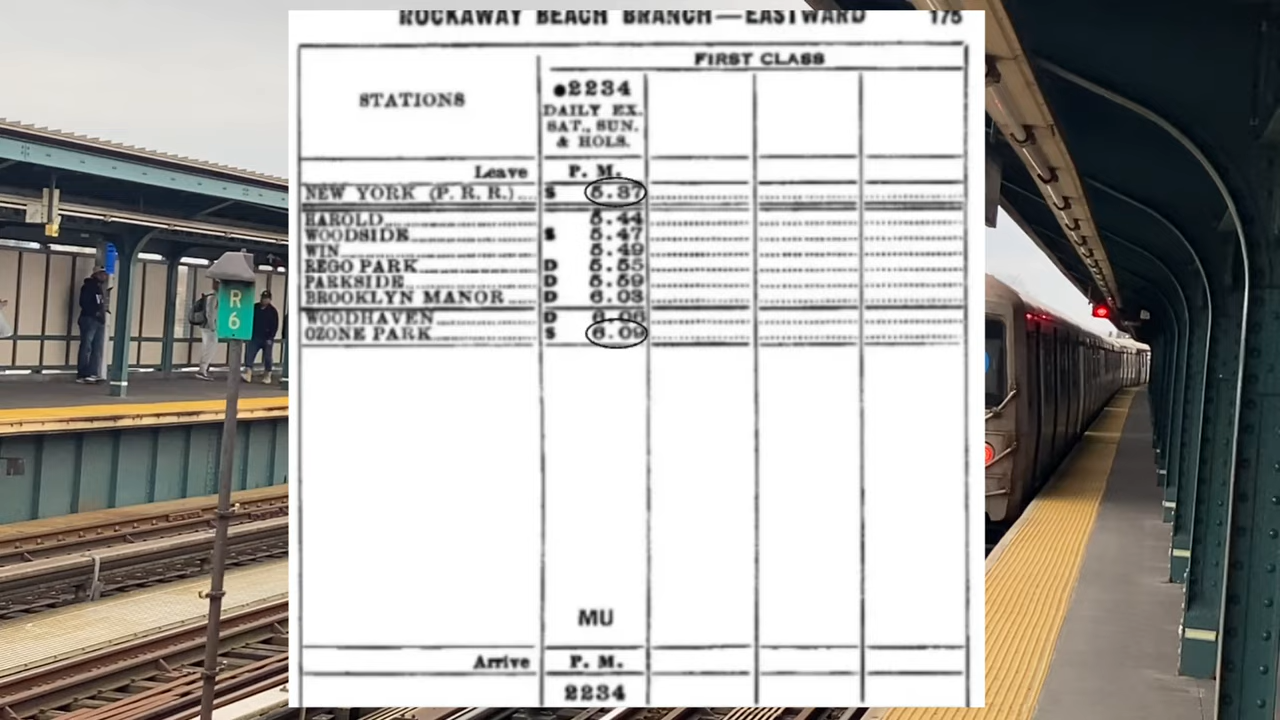 ROCKAWAY BEACH BRANCH—EASTWARD 175
FIRST CLASS
STATIONS
●2234
DAILY EX.
SAT., SUN.
& HOLS.
Leave P. M.
NEW YORK (P. R. R.) S 5.37
HAROLD 5.44
WOODSIDE S 5.47
WIN 5.49
REGO PARK D 5.55
PARKSIDE D 5.59
BROOKLYN MANOR D 6.03
WOODHAVEN D 6.06
OZONE PARK S 6.09
MU
Arrive P. M.
2234
R
6